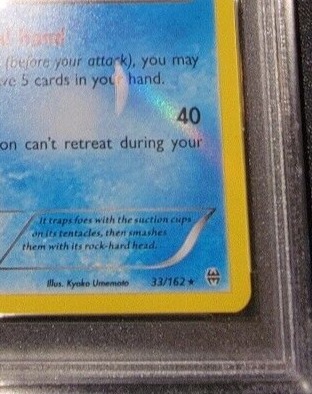 (before your attack), you may
ve 5 cards in your hand.
40
on can't retreat during your
It traps foes with the suction cups
on its tentacles, then smashes
them with its rock-hard head.
Illus. Kyoko Umemoto 33/162 ★